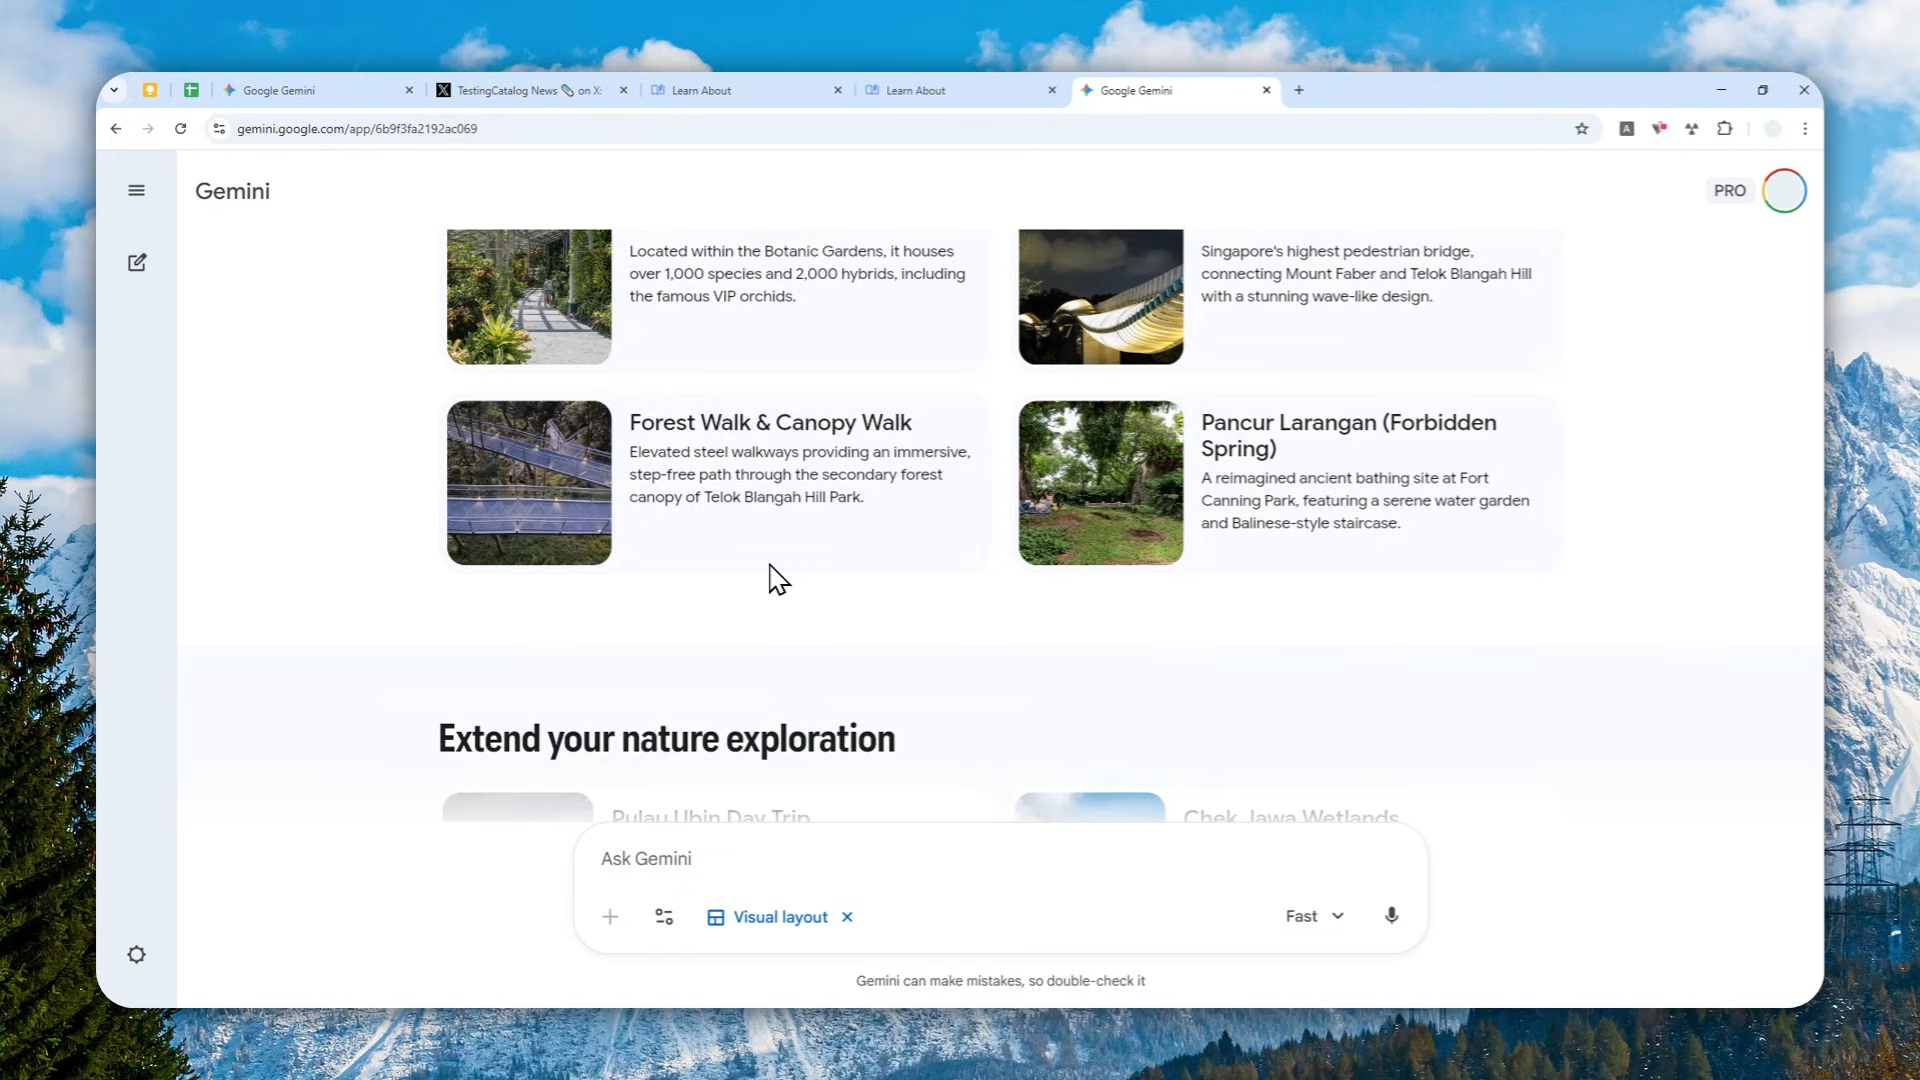 Google Gemini
TestingCatalog News on X:
Learn About
Learn About
Google Gemini
gemini.google.com/app/6b9f3fa2192ac069
A
Gemini
PRO
Located within the Botanic Gardens, it houses
over 1,000 species and 2,000 hybrids, including
the famous VIP orchids.
Singapore's highest pedestrian bridge,
connecting Mount Faber and Telok Blangah Hill
with a stunning wave-like design.
Forest Walk & Canopy Walk
Elevated steel walkways providing an immersive,
step-free path through the secondary forest
canopy of Telok Blangah Hill Park.
Pancur Larangan (Forbidden
Spring)
A reimagined ancient bathing site at Fort
Canning Park, featuring a serene water garden
and Balinese-style staircase.
Extend your nature exploration
Pulau Ubin Day Trip
Chek Jawa Wetlands
Ask Gemini
Visual layout
Fast
Gemini can make mistakes, so double-check it